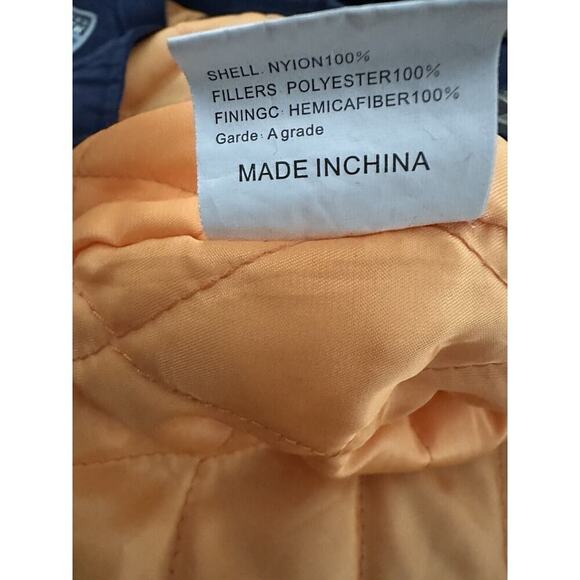 SHELL: NYION100%
FILLERS: POLYESTER100%
FININGC: HEMICAFIBER100%
Garde: A grade
MADE INCHINA